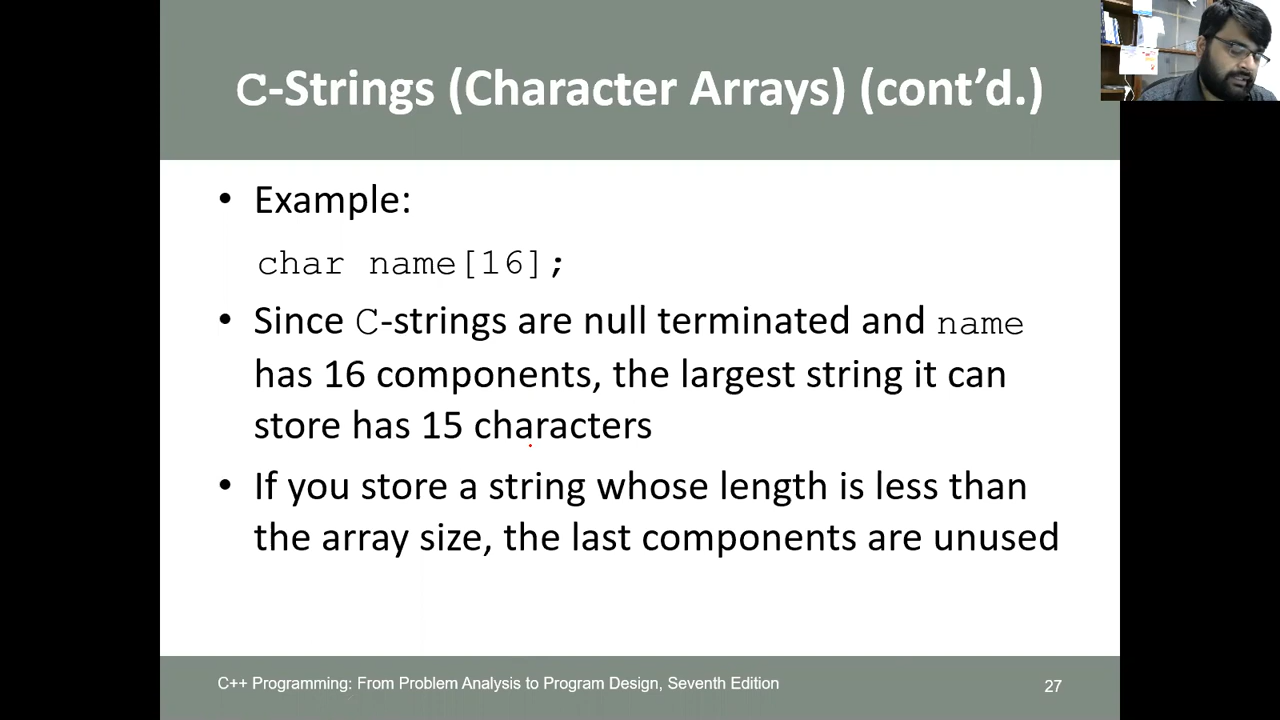 C-Strings (Character Arrays) (cont’d.)
• Example:
char name[16];
• Since C-strings are null terminated and name
has 16 components, the largest string it can
store has 15 characters
• If you store a string whose length is less than
the array size, the last components are unused
C++ Programming: From Problem Analysis to Program Design, Seventh Edition
27